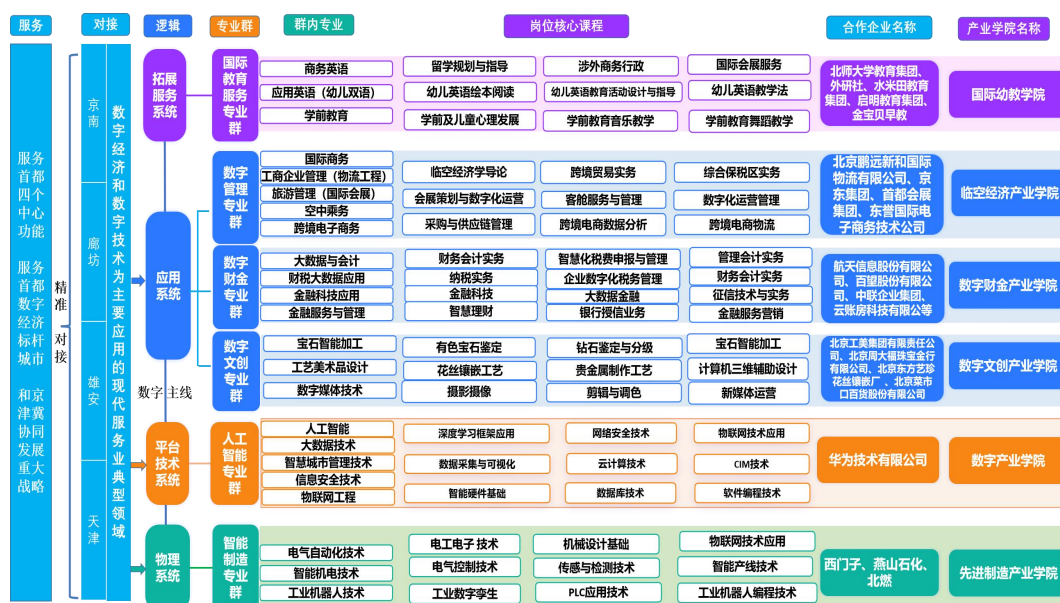 服务
对接
逻辑
专业群
群内专业
岗位核心课程
合作企业名称
产业学院名称
服务
首都
四个
中心
功能
服务
首都
数字
经济
标杆
城市
和京
津冀
协同
发展
重大
战略
精准
对接
京南
廊坊
雄安
天津
数字经济和数字技术为主要应用的现代服务业典型领域
数字 主线
拓展
服务
系统
国际
教育
服务
专业
群
商务英语
留学规划与指导
涉外商务行政
国际会展服务
应用英语（幼儿双语）
幼儿英语绘本阅读
幼儿英语教育活动设计与指导
幼儿英语教学法
学前教育
学前及儿童心理发展
学前教育音乐教学
学前教育舞蹈教学
北师大学教育集团、
外研社、水米田教育
集团、启明教育集团、
金宝贝早教
国际幼教学院
应用
系统
数字
管理
专业
群
国际商务
工商企业管理（物流工程）
旅游管理（国际会展）
空中乘务
跨境电子商务
临空经济学导论
跨境贸易实务
综合保税区实务
会展策划与数字化运营
客舱服务与管理
数字化运营管理
采购与供应链管理
跨境电商数据分析
跨境电商物流
北京鹏远新和国际
物流有限公司、京
东集团、首都会展
集团、东誉国际电
子商务技术公司
临空经济产业学院
数字
财金
专业
群
大数据与会计
财税大数据应用
金融科技应用
金融服务与管理
财务会计实务
智慧化税费申报与管理
管理会计实务
纳税实务
企业数字化税务管理
财务会计实务
金融科技
大数据金融
征信技术与实务
智慧理财
银行授信业务
金融服务营销
航天信息股份有限公
司、百望股份有限公
司、中联企业集团、
云账房科技有限公等
数字财金产业学院
数字
文创
专业
群
宝石智能加工
工艺美术品设计
数字媒体技术
有色宝石鉴定
钻石鉴定与分级
宝石智能加工
花丝镶嵌工艺
贵金属制作工艺
计算机三维辅助设计
摄影摄像
剪辑与调色
新媒体运营
北京工美集团有限责任公
司、北京周大福珠宝金行
有限公司、北京东方艺珍
花丝镶嵌厂 、北京菜市
口百货股份有限公司
数字文创产业学院
平台
技术
系统
人工
智能
专业
群
人工智能
大数据技术
智慧城市管理技术
信息安全技术
物联网工程
深度学习框架应用
网络安全技术
物联网技术应用
数据采集与可视化
云计算技术
CIM技术
智能硬件基础
数据库技术
软件编程技术
华为技术有限公司
数字产业学院
物理
系统
智能
制造
专业
群
电气自动化技术
智能机电技术
工业机器人技术
电工电子 技术
机械设计基础
物联网技术应用
电气控制技术
传感与检测技术
智能产线技术
工业数字孪生
PLC应用技术
工业机器人编程技术
西门子、燕山石化、
北燃
先进制造产业学院